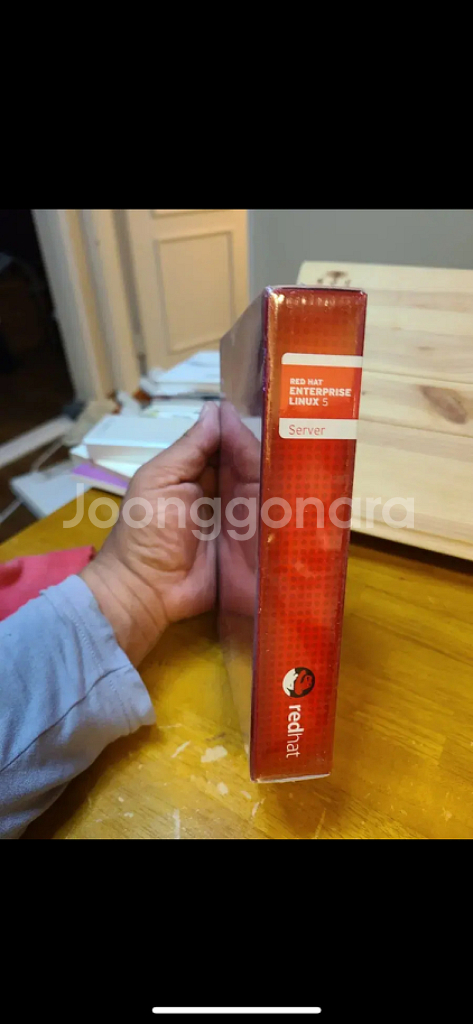 RED HAT
ENTERPRISE
LINUX 5
Server
Joonggonara
redhat